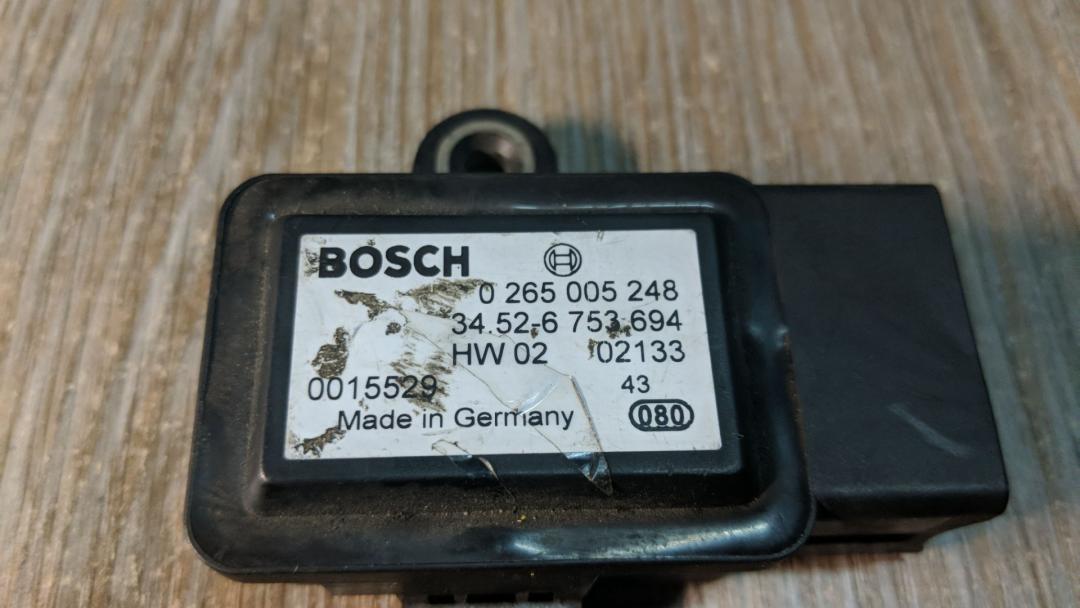 BOSCH
0 265 005 248
34.52-6 753 694
HW 02 02133
0015529 43
Made in Germany 080